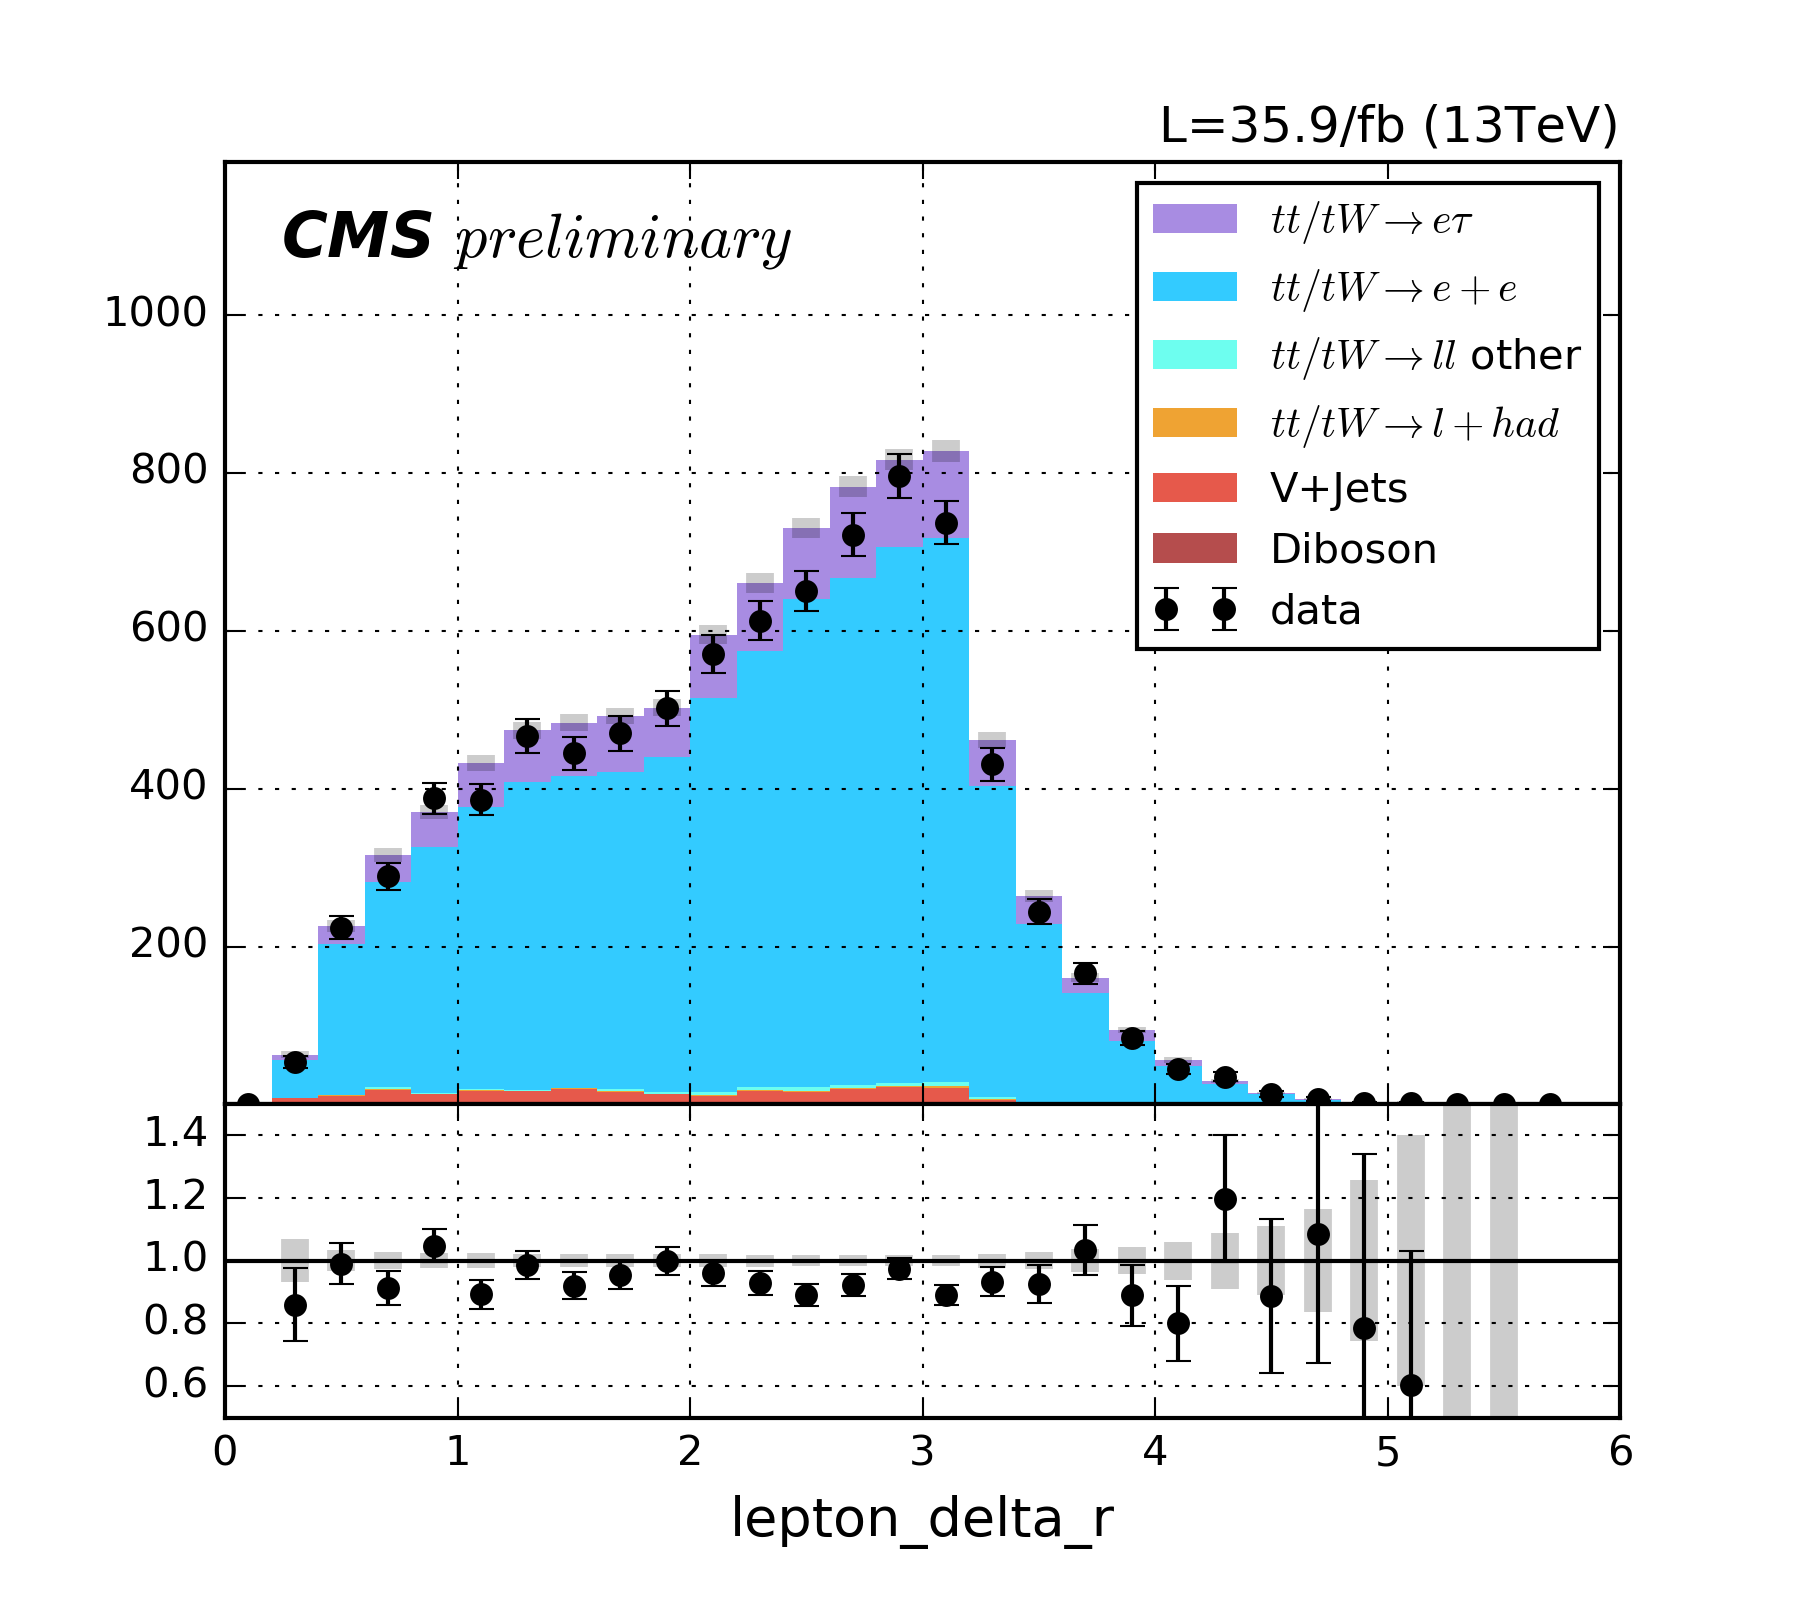 L=35.9/fb (13TeV)
CMS preliminary
tt/tW→eτ
tt/tW→e+e
tt/tW→ll other
tt/tW→l+had
V+Jets
Diboson
data
1000
800
600
400
200
1.4
1.2
1.0
0.8
0.6
0 1 2 3 4 5 6
lepton_delta_r